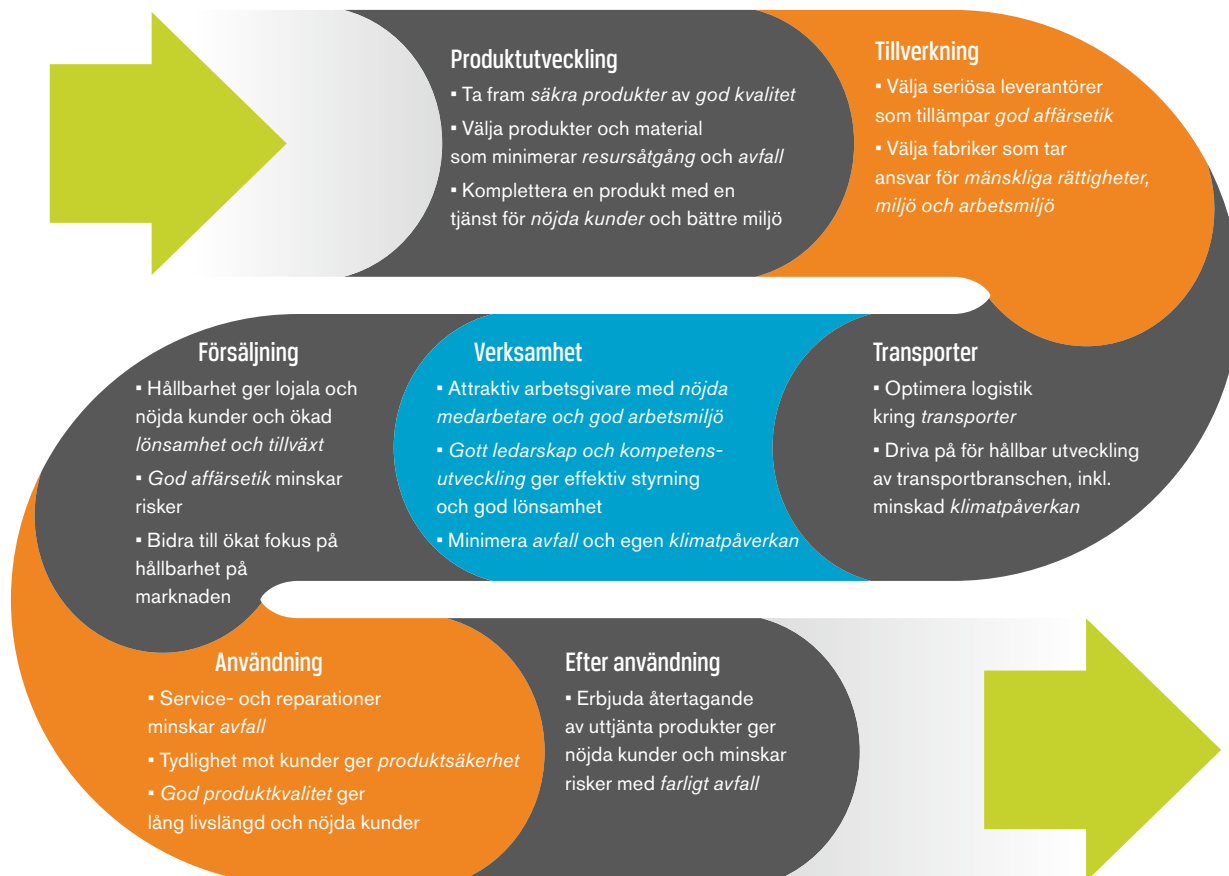 Produktutveckling
▪ Ta fram säkra produkter av god kvalitet
▪ Välja produkter och material
som minimerar resursåtgång och avfall
▪ Komplettera en produkt med en
tjänst för nöjda kunder och bättre miljö
Tillverkning
▪ Välja seriösa leverantörer
som tillämpar god affärsetik
▪ Välja fabriker som tar
ansvar för mänskliga rättigheter,
miljö och arbetsmiljö
Transporter
▪ Optimera logistik
kring transporter
▪ Driva på för hållbar utveckling
av transportbranschen, inkl.
minskad klimatpåverkan
Verksamhet
▪ Attraktiv arbetsgivare med nöjda
medarbetare och god arbetsmiljö
▪ Gott ledarskap och kompetens-
utveckling ger effektiv styrning
och god lönsamhet
▪ Minimera avfall och egen klimatpåverkan
Försäljning
▪ Hållbarhet ger lojala och
nöjda kunder och ökad
lönsamhet och tillväxt
▪ God affärsetik minskar
risker
▪ Bidra till ökat fokus på
hållbarhet på
marknaden
Användning
▪ Service- och reparationer
minskar avfall
▪ Tydlighet mot kunder ger produktsäkerhet
▪ God produktkvalitet ger
lång livslängd och nöjda kunder
Efter användning
▪ Erbjuda återtagande
av uttjänta produkter ger
nöjda kunder och minskar
risker med farligt avfall